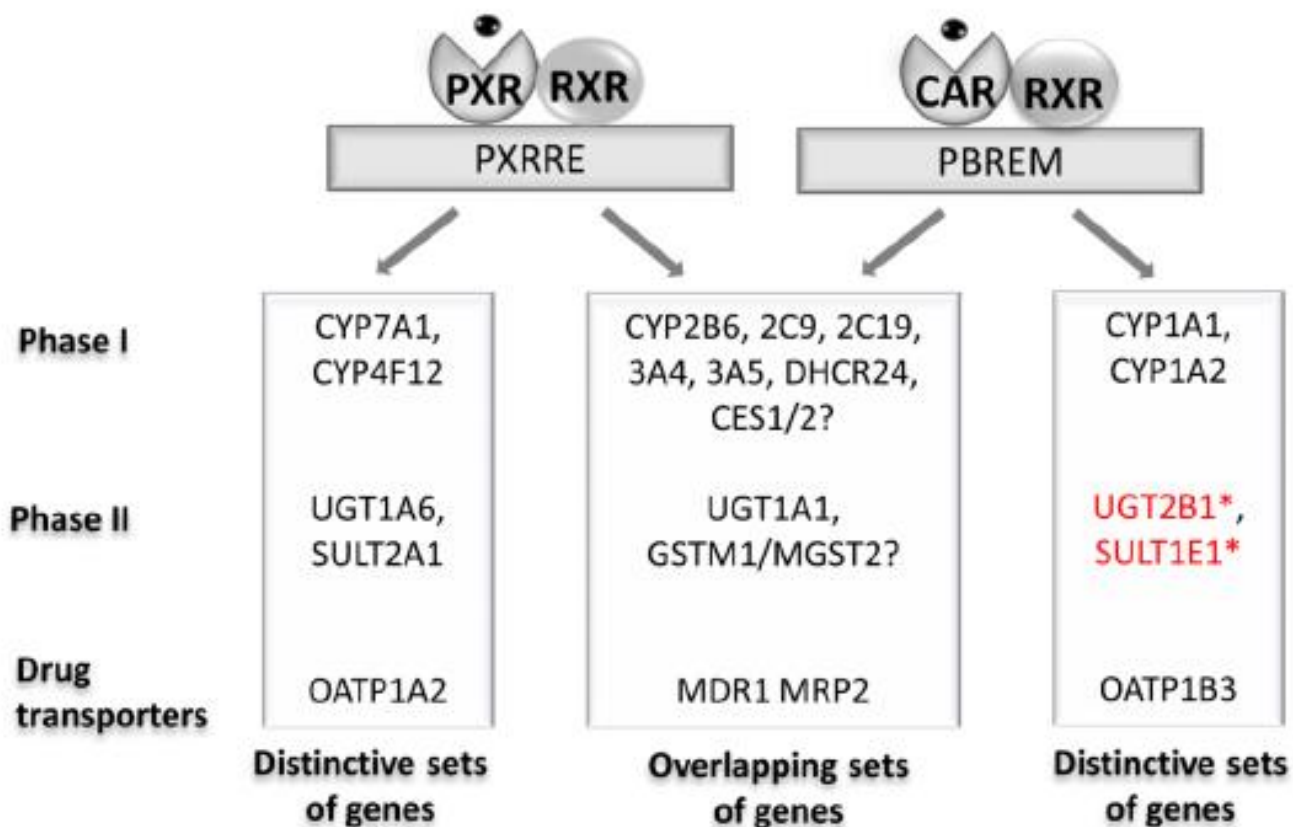 PXR RXR
PXRRE
CAR RXR
PBREM
Phase I
CYP7A1,
CYP4F12
CYP2B6, 2C9, 2C19,
3A4, 3A5, DHCR24,
CES1/2?
CYP1A1,
CYP1A2
Phase II
UGT1A6,
SULT2A1
UGT1A1,
GSTM1/MGST2?
UGT2B1*,
SULT1E1*
Drug
transporters
OATP1A2
MDR1 MRP2
OATP1B3
Distinctive sets
of genes
Overlapping sets
of genes
Distinctive sets
of genes